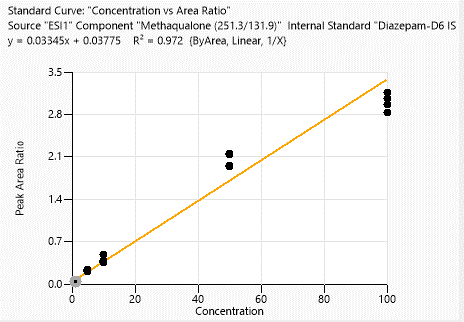 Standard Curve: "Concentration vs Area Ratio"
Source "ESI1" Component "Methaqualone (251.3/131.9)" Internal Standard "Diazepam-D6 IS
y = 0.03345x + 0.03775 R² = 0.972 {ByArea, Linear, 1/X}
3.5
2.8
2.1
1.4
0.7
0.0
Peak Area Ratio
0 20 40 60 80 100
Concentration